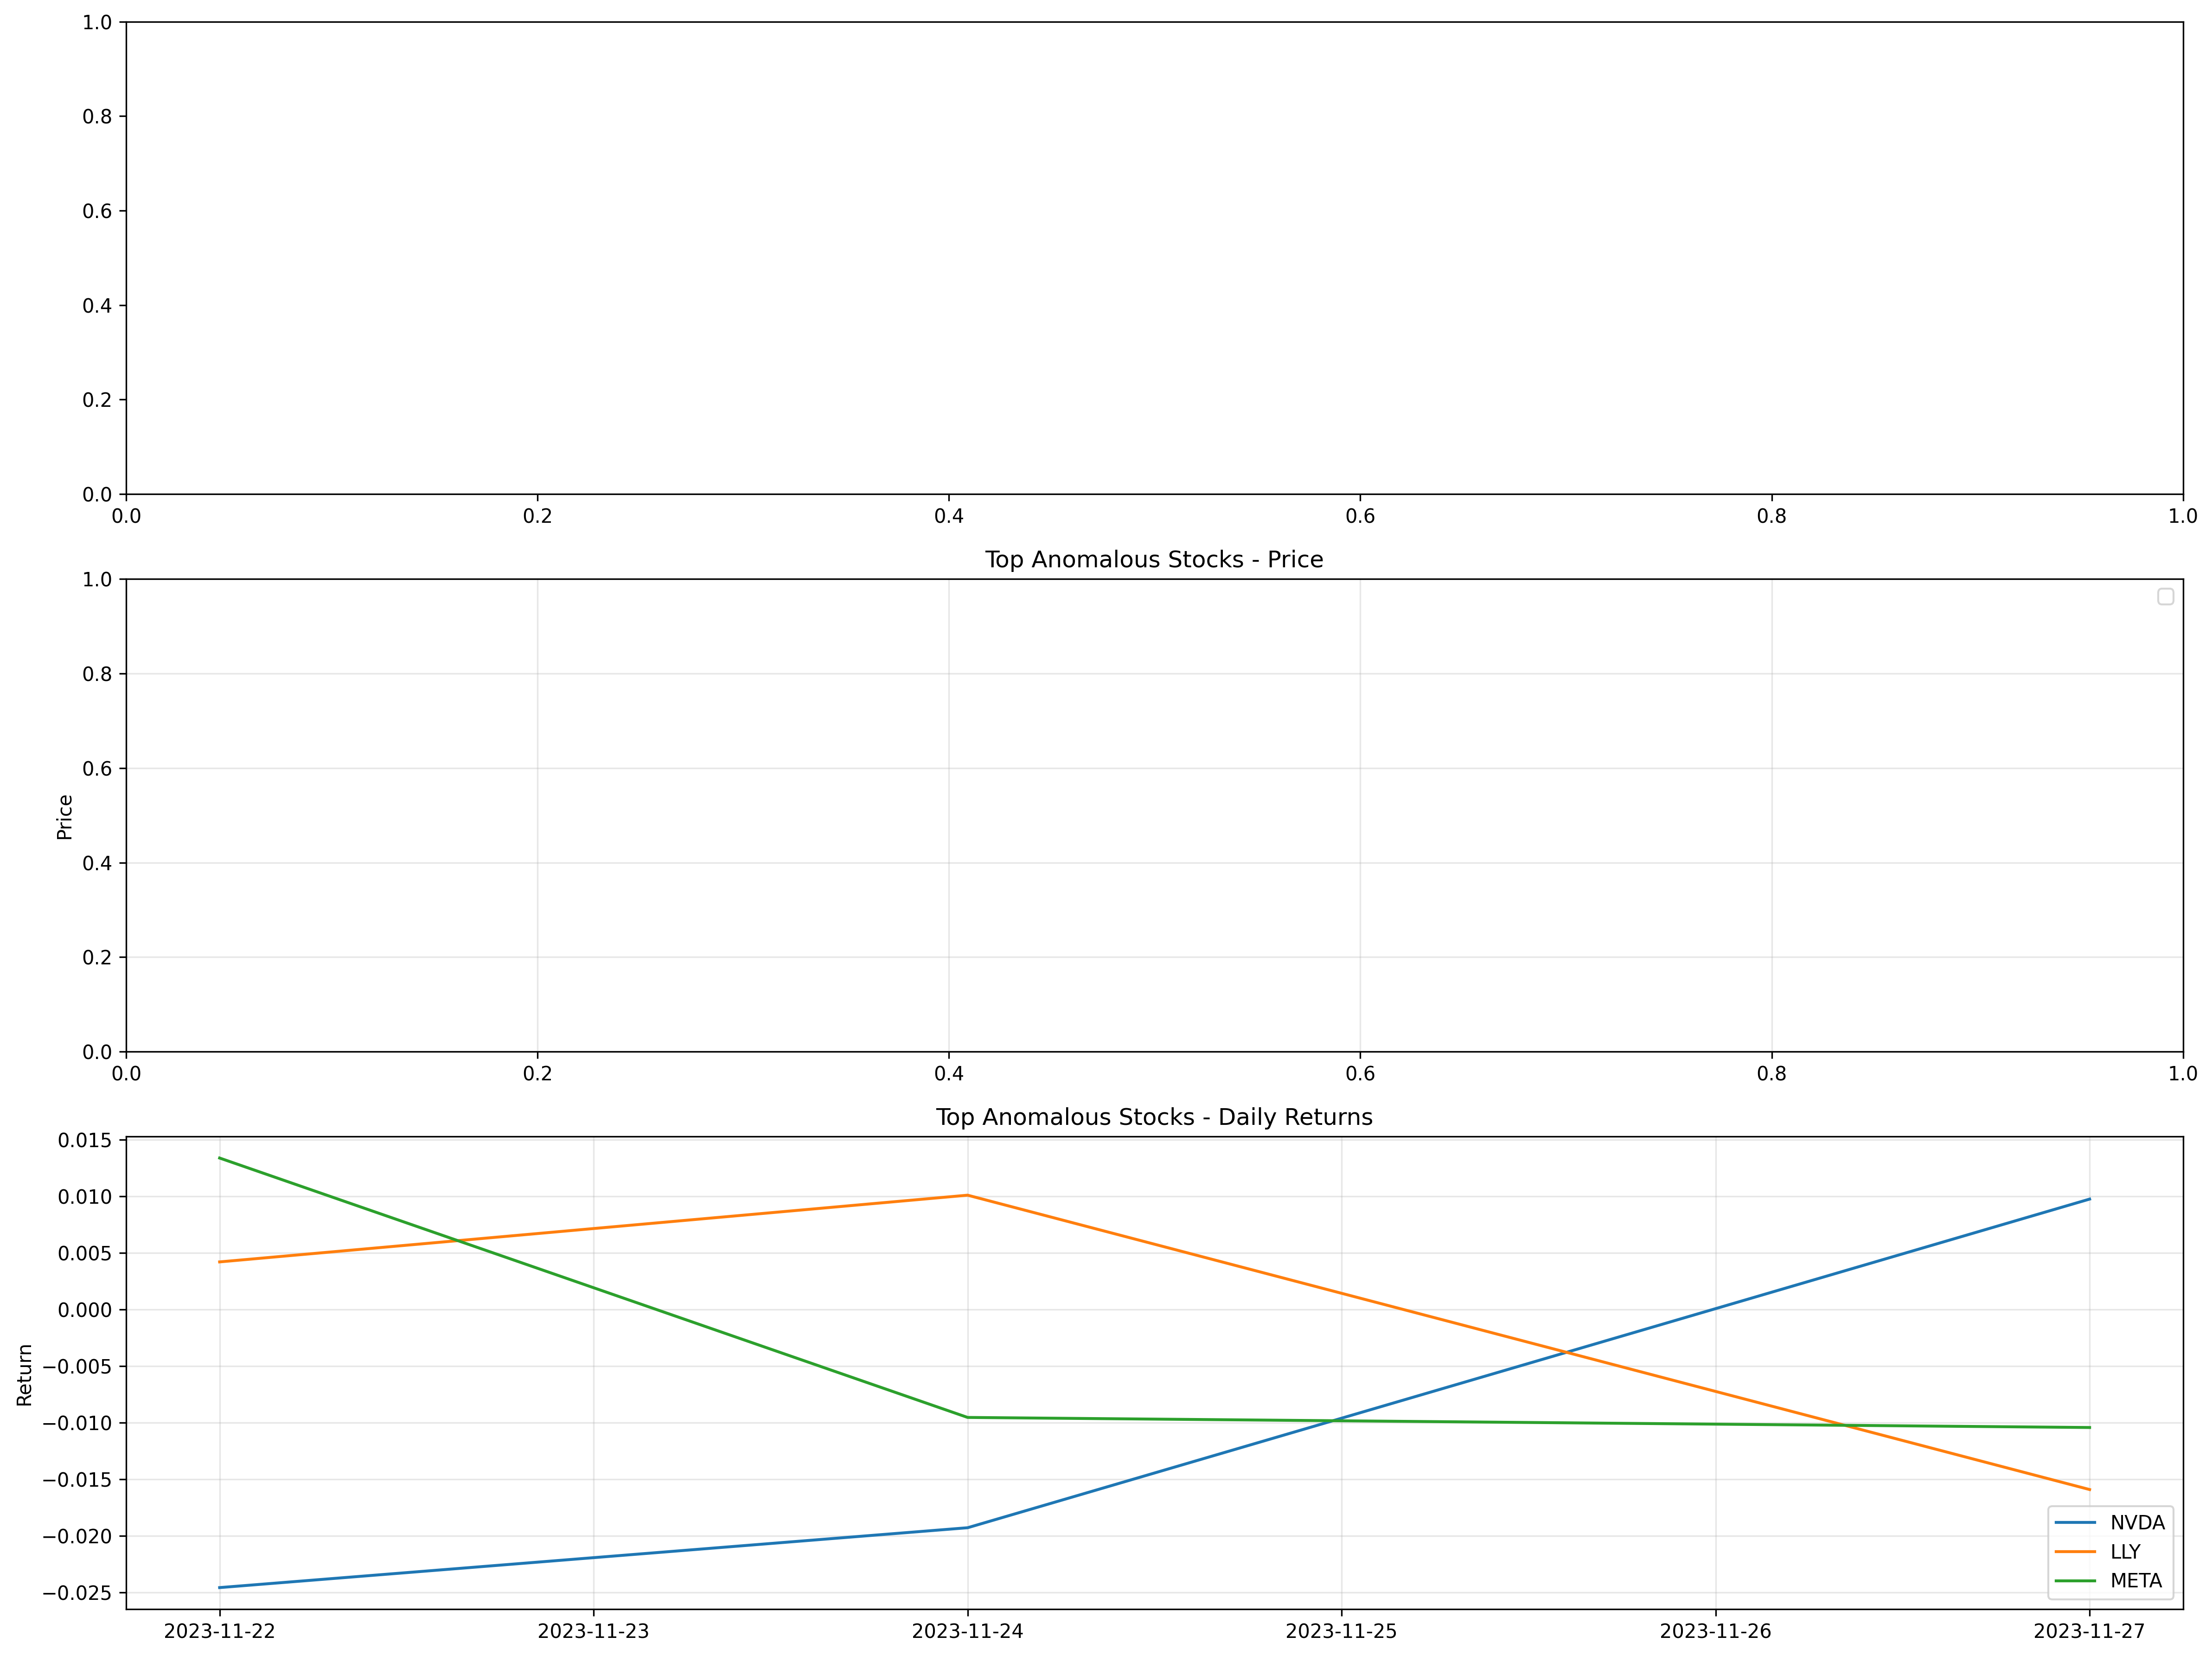 1.0
0.8
0.6
0.4
0.2
0.0
0.0 0.2 0.4 0.6 0.8 1.0
Top Anomalous Stocks - Price
1.0
0.8
0.6
Price
0.4
0.2
0.0
0.0 0.2 0.4 0.6 0.8 1.0
Top Anomalous Stocks - Daily Returns
0.015
0.010
0.005
0.000
Return
−0.005
−0.010
−0.015
−0.020
−0.025
NVDA
LLY
META
2023-11-22 2023-11-23 2023-11-24 2023-11-25 2023-11-26 2023-11-27